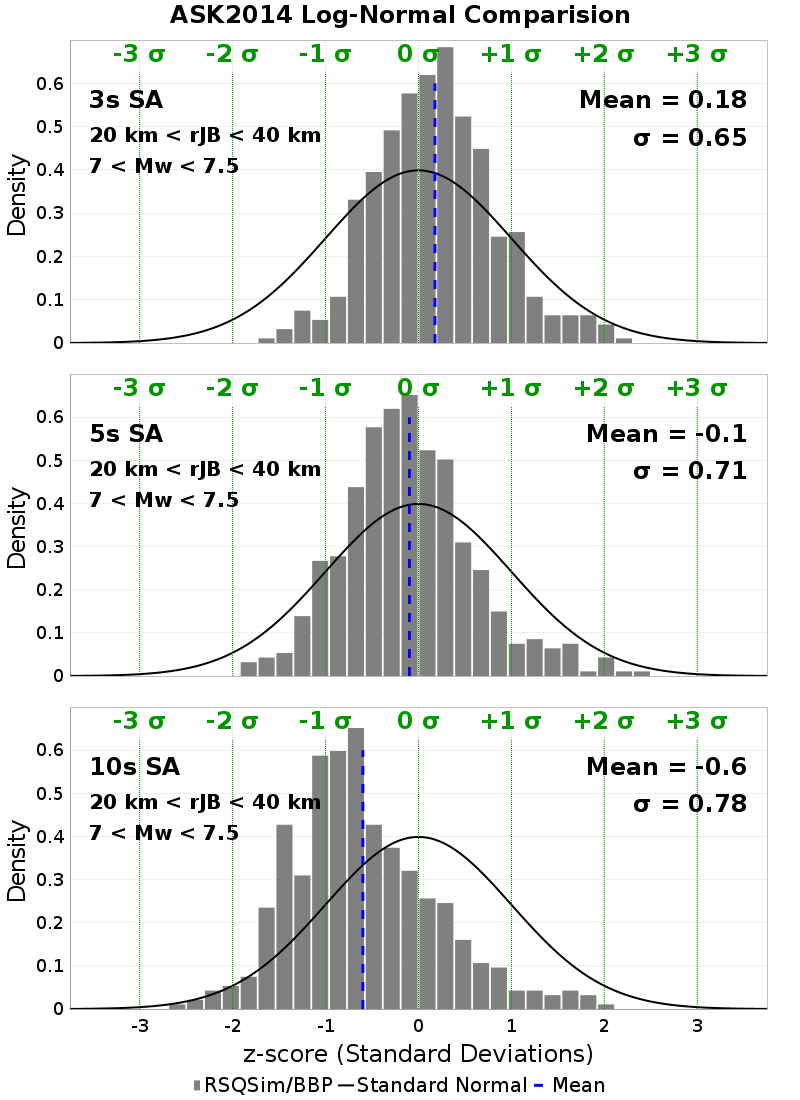 ASK2014 Log-Normal Comparision
-3 σ -2 σ -1 σ 0 σ +1 σ +2 σ +3 σ
3s SA
20 km < rJB < 40 km
7 < Mw < 7.5
Mean = 0.18
σ = 0.65
Density
0.6
0.5
0.4
0.3
0.2
0.1
0
-3 σ -2 σ -1 σ 0 σ +1 σ +2 σ +3 σ
5s SA
20 km < rJB < 40 km
7 < Mw < 7.5
Mean = -0.1
σ = 0.71
Density
0.6
0.5
0.4
0.3
0.2
0.1
0
-3 σ -2 σ -1 σ 0 σ +1 σ +2 σ +3 σ
10s SA
20 km < rJB < 40 km
7 < Mw < 7.5
Mean = -0.6
σ = 0.78
Density
0.6
0.5
0.4
0.3
0.2
0.1
0
-3 -2 -1 0 1 2 3
z-score (Standard Deviations)
RSQSim/BBP Standard Normal Mean